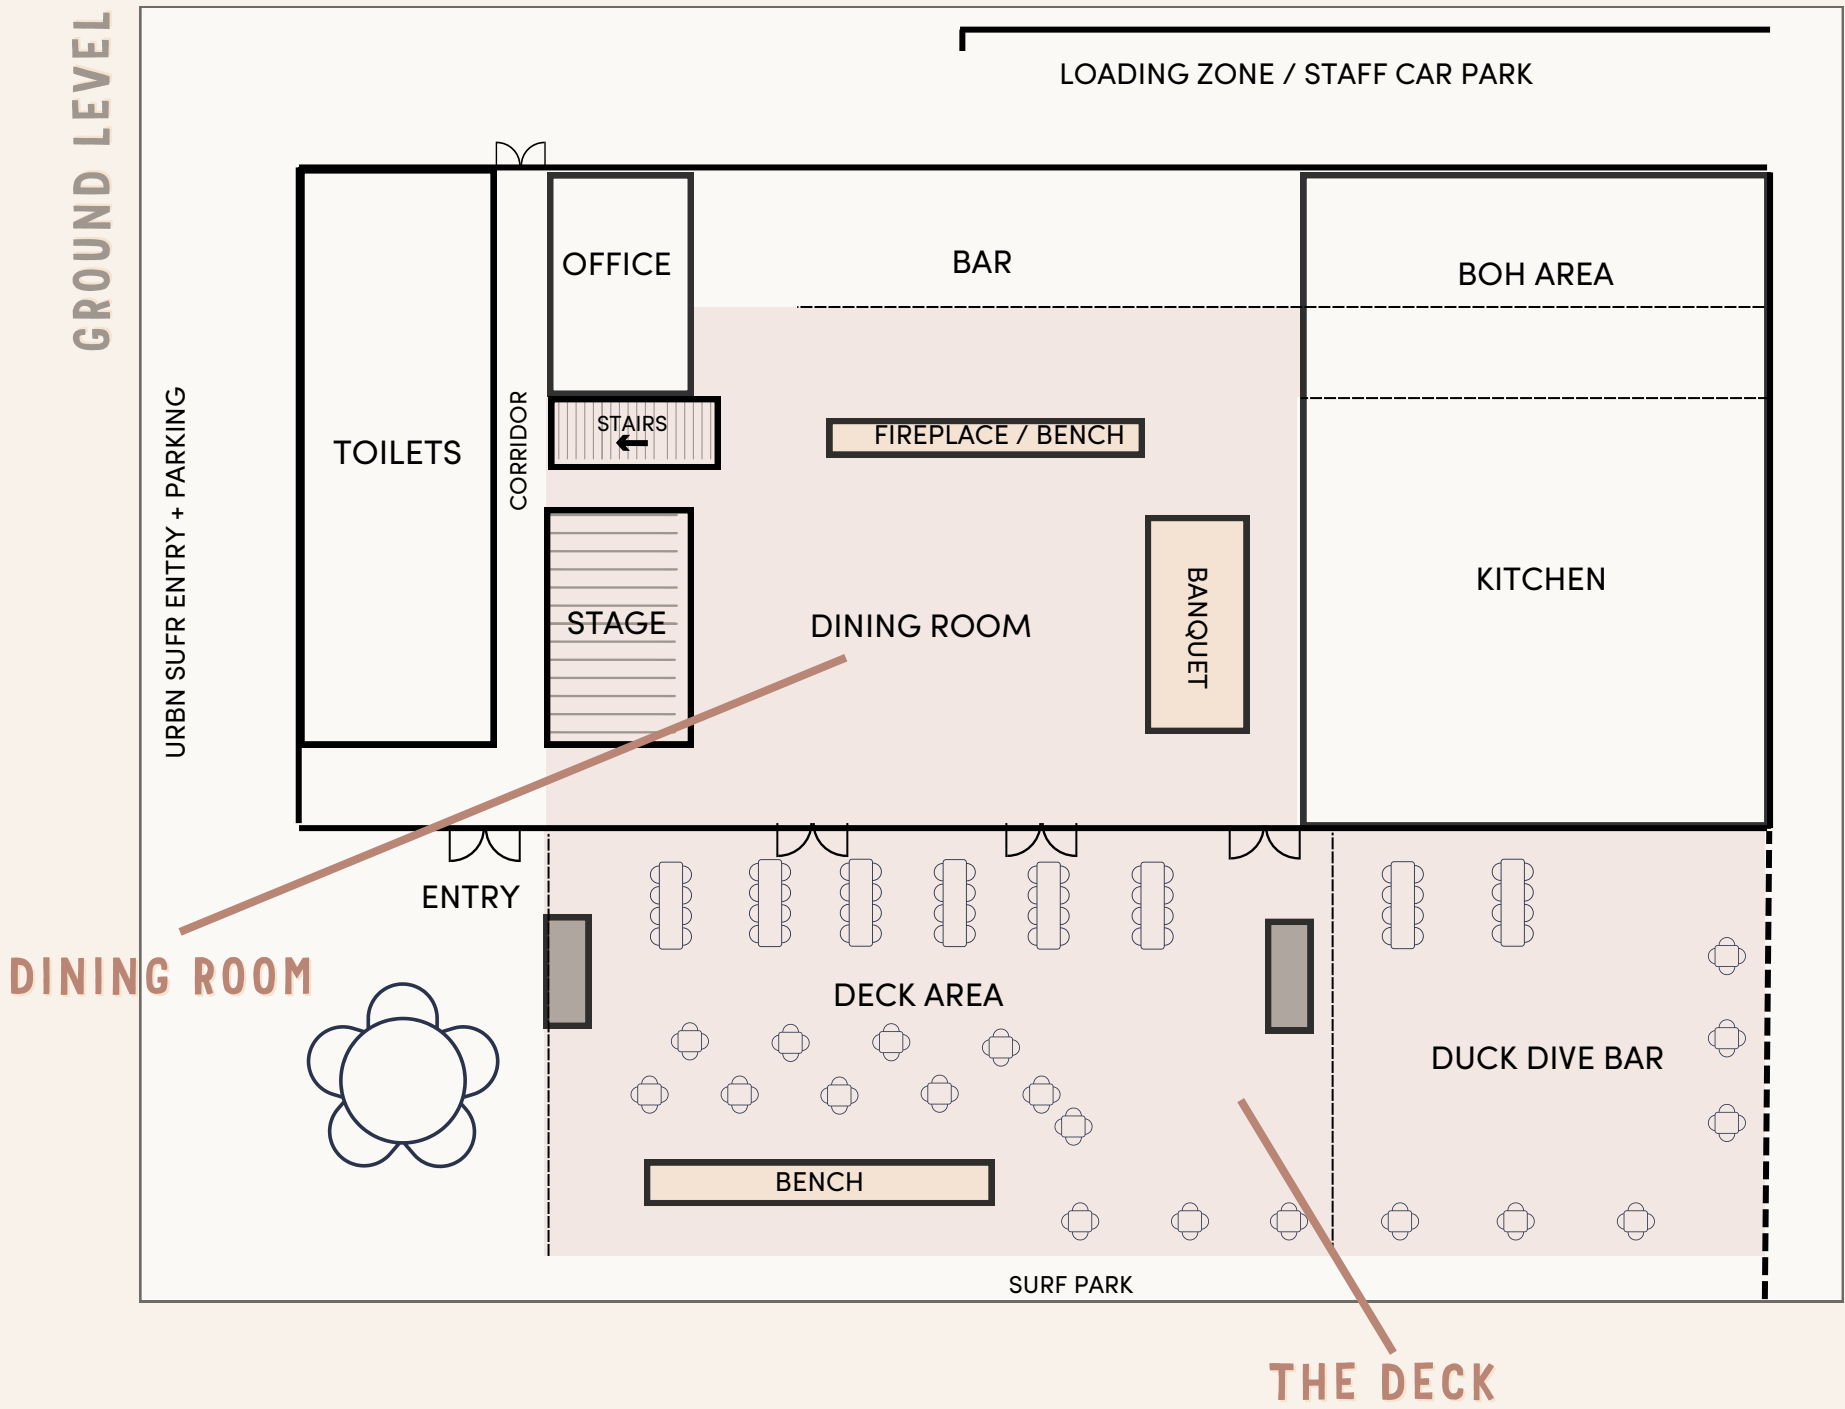 GROUND LEVEL
LOADING ZONE / STAFF CAR PARK
OFFICE
BAR
BOH AREA
STAIRS
FIREPLACE / BENCH
TOILETS
CORRIDOR
URBN SUFR ENTRY + PARKING
STAGE
DINING ROOM
BANQUET
KITCHEN
ENTRY
DINING ROOM
DECK AREA
DUCK DIVE BAR
BENCH
SURF PARK
THE DECK